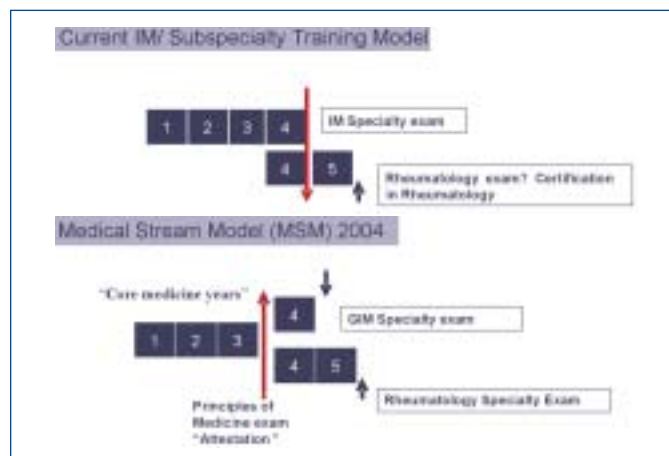 Current IM/ Subspecialty Training Model
1 2 3 4
IM Specialty exam
4 5
Rheumatology exam? Certification
in Rheumatology
Medical Stream Model (MSM) 2004
"Core medicine years"
4
GIM Specialty exam
1 2 3
4 5
Rheumatology Specialty Exam
Principles of
Medicine exam
"Attestation"